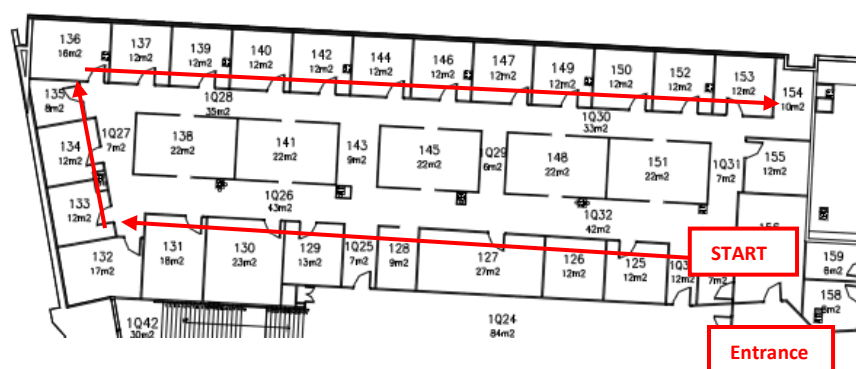 136
16m2
137
12m2
139
12m2
140
12m2
142
12m2
144
12m2
146
12m2
147
12m2
149
12m2
150
12m2
152
12m2
153
12m2
154
10m2
135
8m2
1Q28
35m2
1Q30
33m2
1Q27
7m2
134
12m2
138
22m2
141
22m2
143
9m2
145
22m2
1Q29
6m2
148
22m2
151
22m2
1Q31
7m2
155
12m2
133
12m2
1Q26
43m2
1Q32
42m2
132
17m2
131
18m2
130
23m2
129
13m2
1Q25
7m2
128
9m2
127
27m2
126
12m2
125
12m2
12m2
7m2
START
159
8m2
158
1Q42
30m2
1Q24
84m2
Entrance